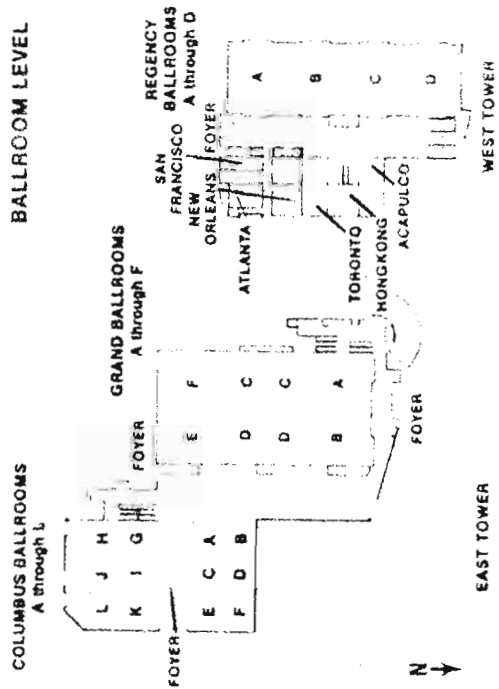 BALLROOM LEVEL
COLUMBUS BALLROOMS
A through L
L J H
K I G
FOYER
E C A
F D B
GRAND BALLROOMS
A through F
FOYER
E F
D C
D C
B A
FOYER
REGENCY
BALLROOMS
A through D
SAN
FRANCISCO
NEW
ORLEANS
FOYER
ATLANTA
TORONTO
HONGKONG
ACAPULCO
A
B
C
D
N
EAST TOWER
WEST TOWER